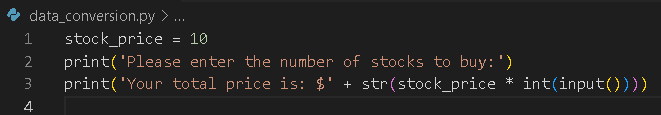 data_conversion.py > ...
1 stock_price = 10
2 print('Please enter the number of stocks to buy:')
3 print('Your total price is: $' + str(stock_price * int(input())))
4